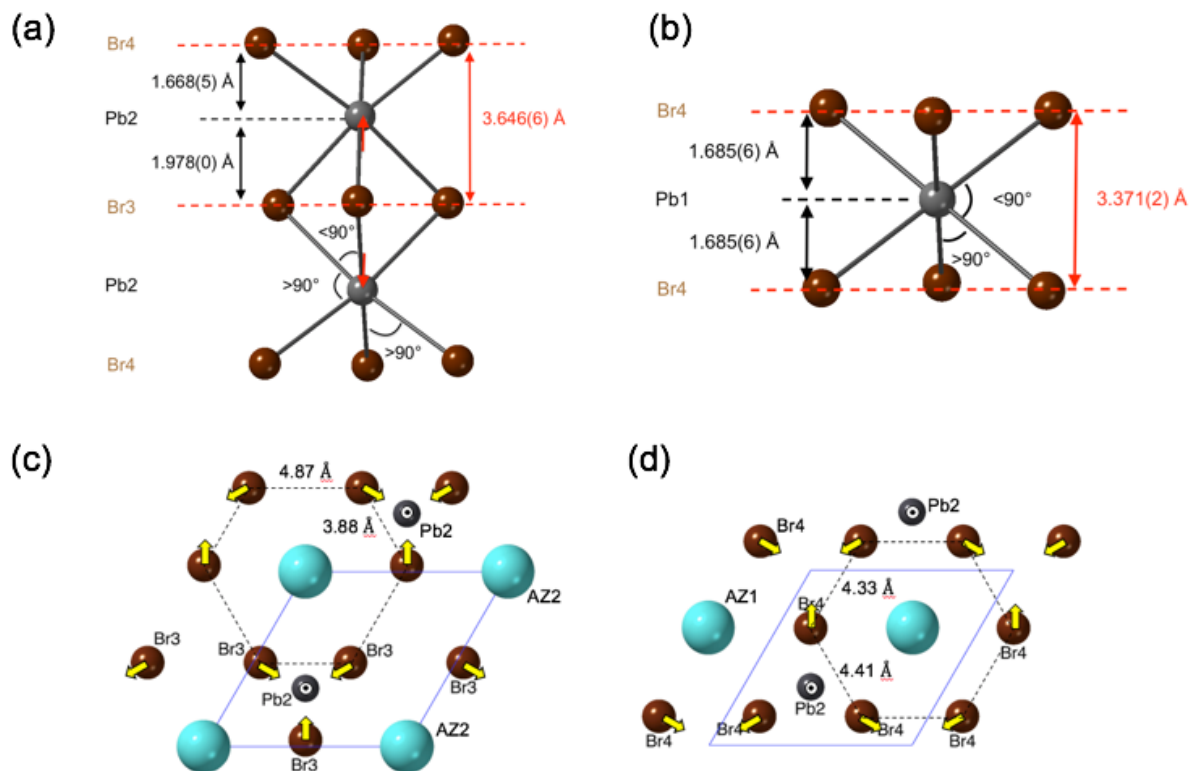 (a)
Br4
1.668(5) Å
Pb2
3.646(6) Å
1.978(0) Å
Br3
<90°
Pb2
>90°
>90°
Br4
(b)
Br4
1.685(6) Å
Pb1
<90°
3.371(2) Å
1.685(6) Å
>90°
Br4
(c)
4.87 Å
Pb2
3.88 Å
AZ2
Br3
Br3
Br3
Br3
Pb2
AZ2
Br3
(d)
Pb2
Br4
AZ1
4.33 Å
Br4
Br4
4.41 Å
Pb2
Br4
Br4
Br4
Br4